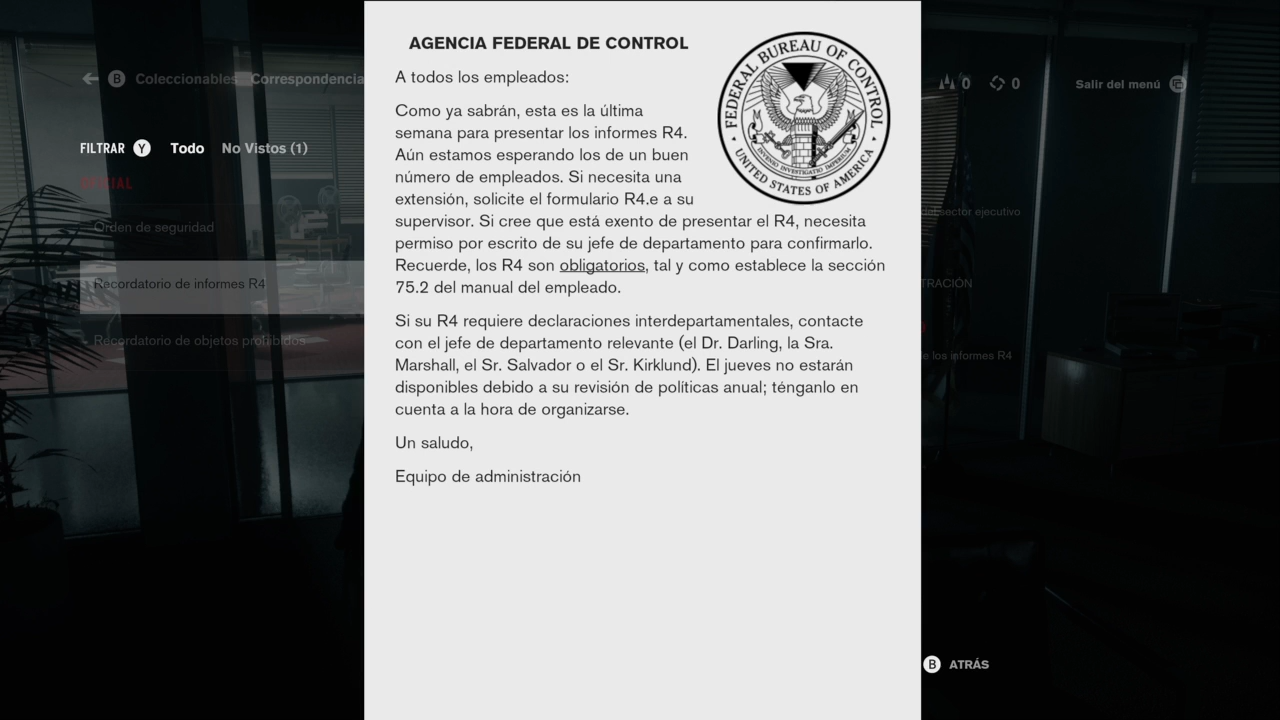 AGENCIA FEDERAL DE CONTROL
FEDERAL BUREAU OF CONTROL
UNITED STATES OF AMERICA
A todos los empleados:
Como ya sabrán, esta es la última
semana para presentar los informes R4.
Aún estamos esperando los de un buen
número de empleados. Si necesita una
extensión, solicite el formulario R4.e a su
supervisor. Si cree que está exento de presentar el R4, necesita
permiso por escrito de su jefe de departamento para confirmarlo.
Recuerde, los R4 son obligatorios, tal y como establece la sección
75.2 del manual del empleado.
Si su R4 requiere declaraciones interdepartamentales, contacte
con el jefe de departamento relevante (el Dr. Darling, la Sra.
Marshall, el Sr. Salvador o el Sr. Kirklund). El jueves no estarán
disponibles debido a su revisión de políticas anual; ténganlo en
cuenta a la hora de organizarse.
Un saludo,
Equipo de administración
B Coleccionables Correspondencia
0 0
Salir del menú
FILTRAR Y Todo No Vistos (1)
Orden de seguridad
Recordatorio de informes R4
Recordatorio de objetos prohibidos
del sector ejecutivo
TRACIÓN
e los informes R4
B ATRÁS